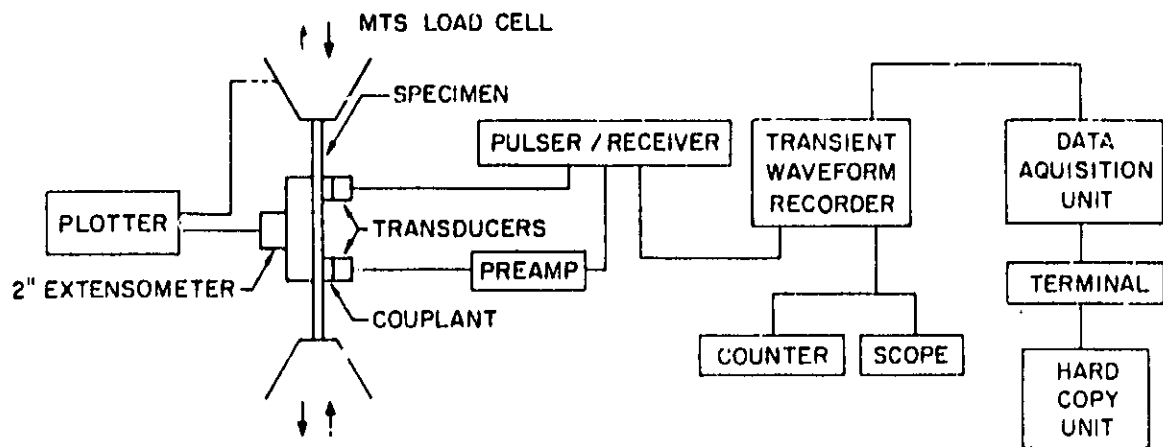 MTS LOAD CELL
SPECIMEN
PULSER / RECEIVER
TRANSIENT
WAVEFORM
RECORDER
DATA
AQUISITION
UNIT
PLOTTER
TRANSDUCERS
PREAMP
2" EXTENSOMETER
COUPLANT
TERMINAL
COUNTER
SCOPE
HARD
COPY
UNIT